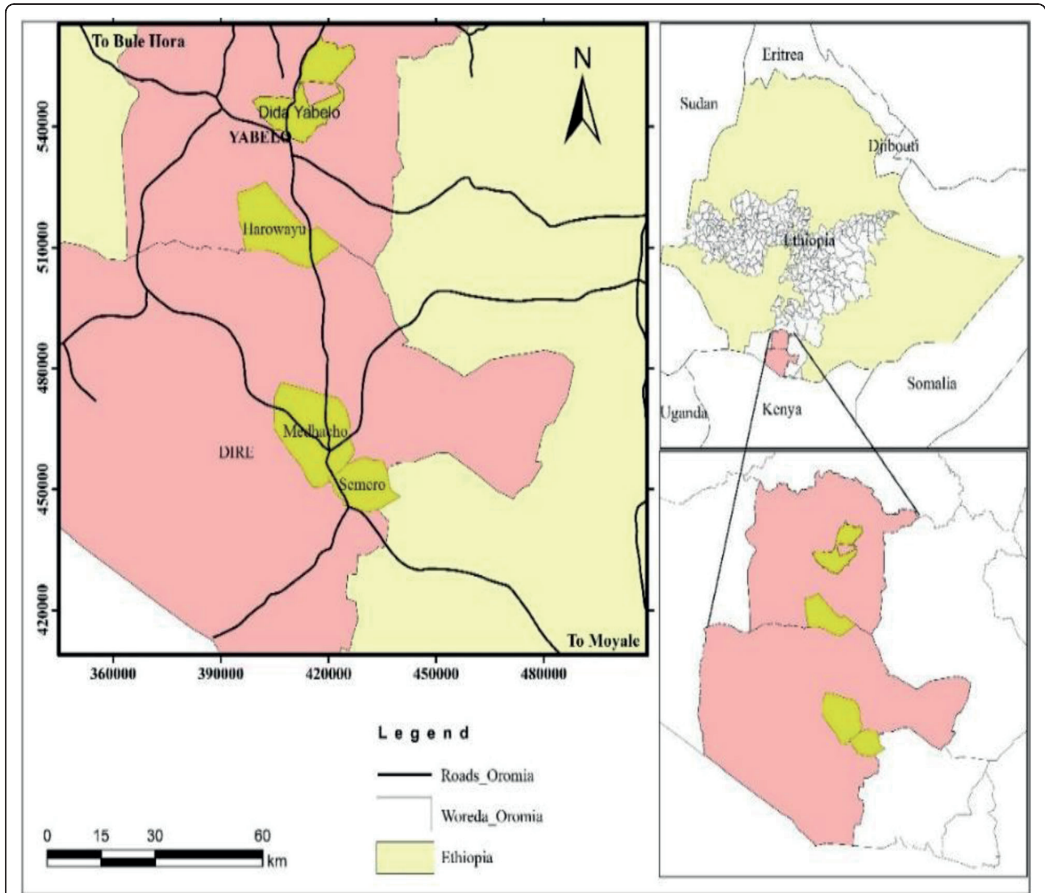 To Bule Hora
N
Dida Yabelo
YABELO
Harowayu
Medhacho
DIRE
Semero
To Moyale
540000
510000
480000
450000
420000
360000
390000
420000
450000
480000
Eritrea
Sudan
Djibouti
Ethiopia
Somalia
Uganda
Kenya
Legend
Roads_Oromia
Woreda_Oromia
Ethiopia
0 15 30 60
km